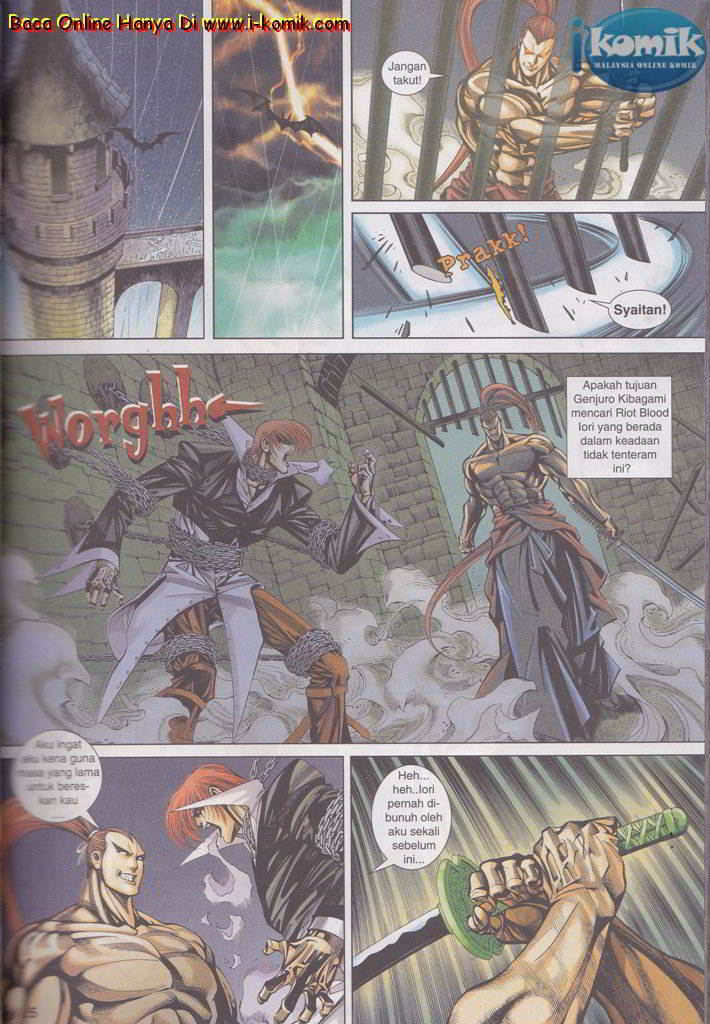 Baca Online Hanya Di www.i-komik.com
ikomik
MALAYSIA ONLINE KOMIK
Jangan
takut!
Prakk!
Syaitan!
Worghh
Apakah tujuan
Genjuro Kibagami
mencari Riot Blood
Iori yang berada
dalam keadaan
tidak tenteram
ini?
Aku ingat
aku kena guna
masa yang lama
untuk beres-
kan kau
...
Heh...
heh..Iori
pernah di-
bunuh oleh
aku sekali
sebelum
ini...